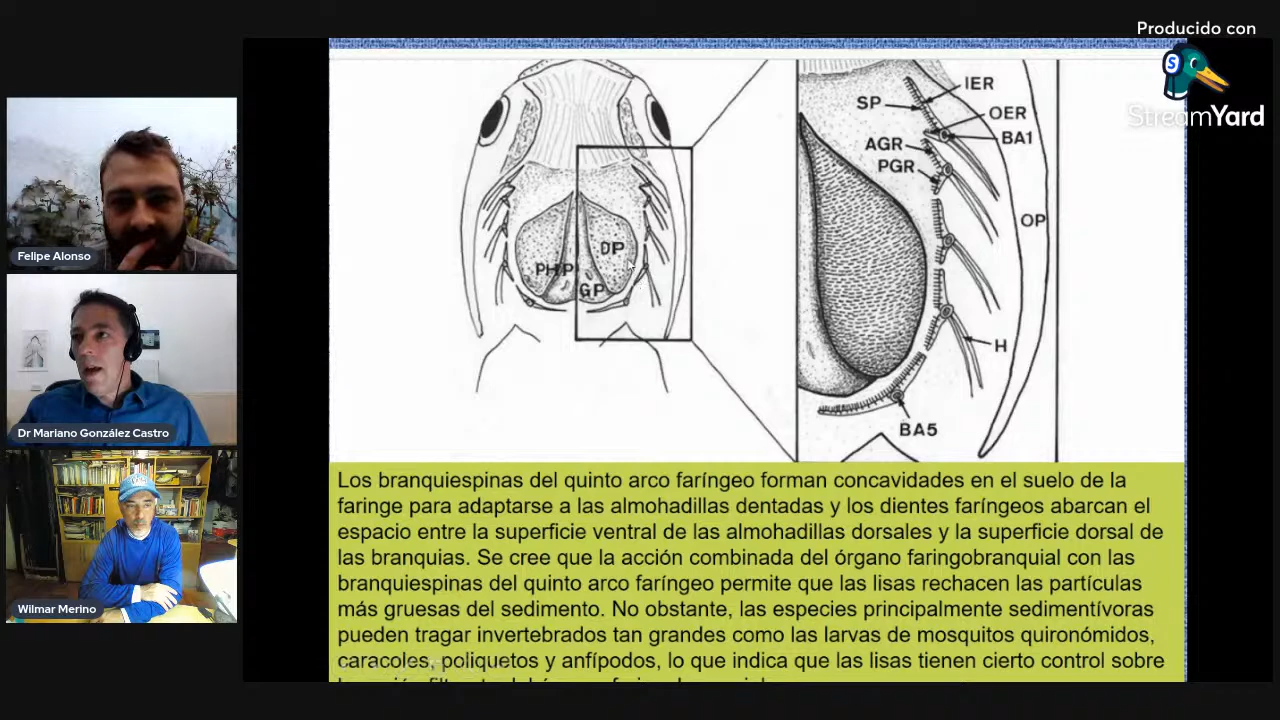 Producido con
StreamYard
Felipe Alonso
Dr Mariano González Castro
Wilmar Merino
PHP
DP
GP
IER
SP
OER
BA1
AGR
PGR
OP
H
BA5
Los branquiespinas del quinto arco faríngeo forman concavidades en el suelo de la
faringe para adaptarse a las almohadillas dentadas y los dientes faríngeos abarcan el
espacio entre la superficie ventral de las almohadillas dorsales y la superficie dorsal de
las branquias. Se cree que la acción combinada del órgano faringobranquial con las
branquiespinas del quinto arco faríngeo permite que las lisas rechacen las partículas
más gruesas del sedimento. No obstante, las especies principalmente sedimentívoras
pueden tragar invertebrados tan grandes como las larvas de mosquitos quironómidos,
caracoles, poliquetos y anfípodos, lo que indica que las lisas tienen cierto control sobre